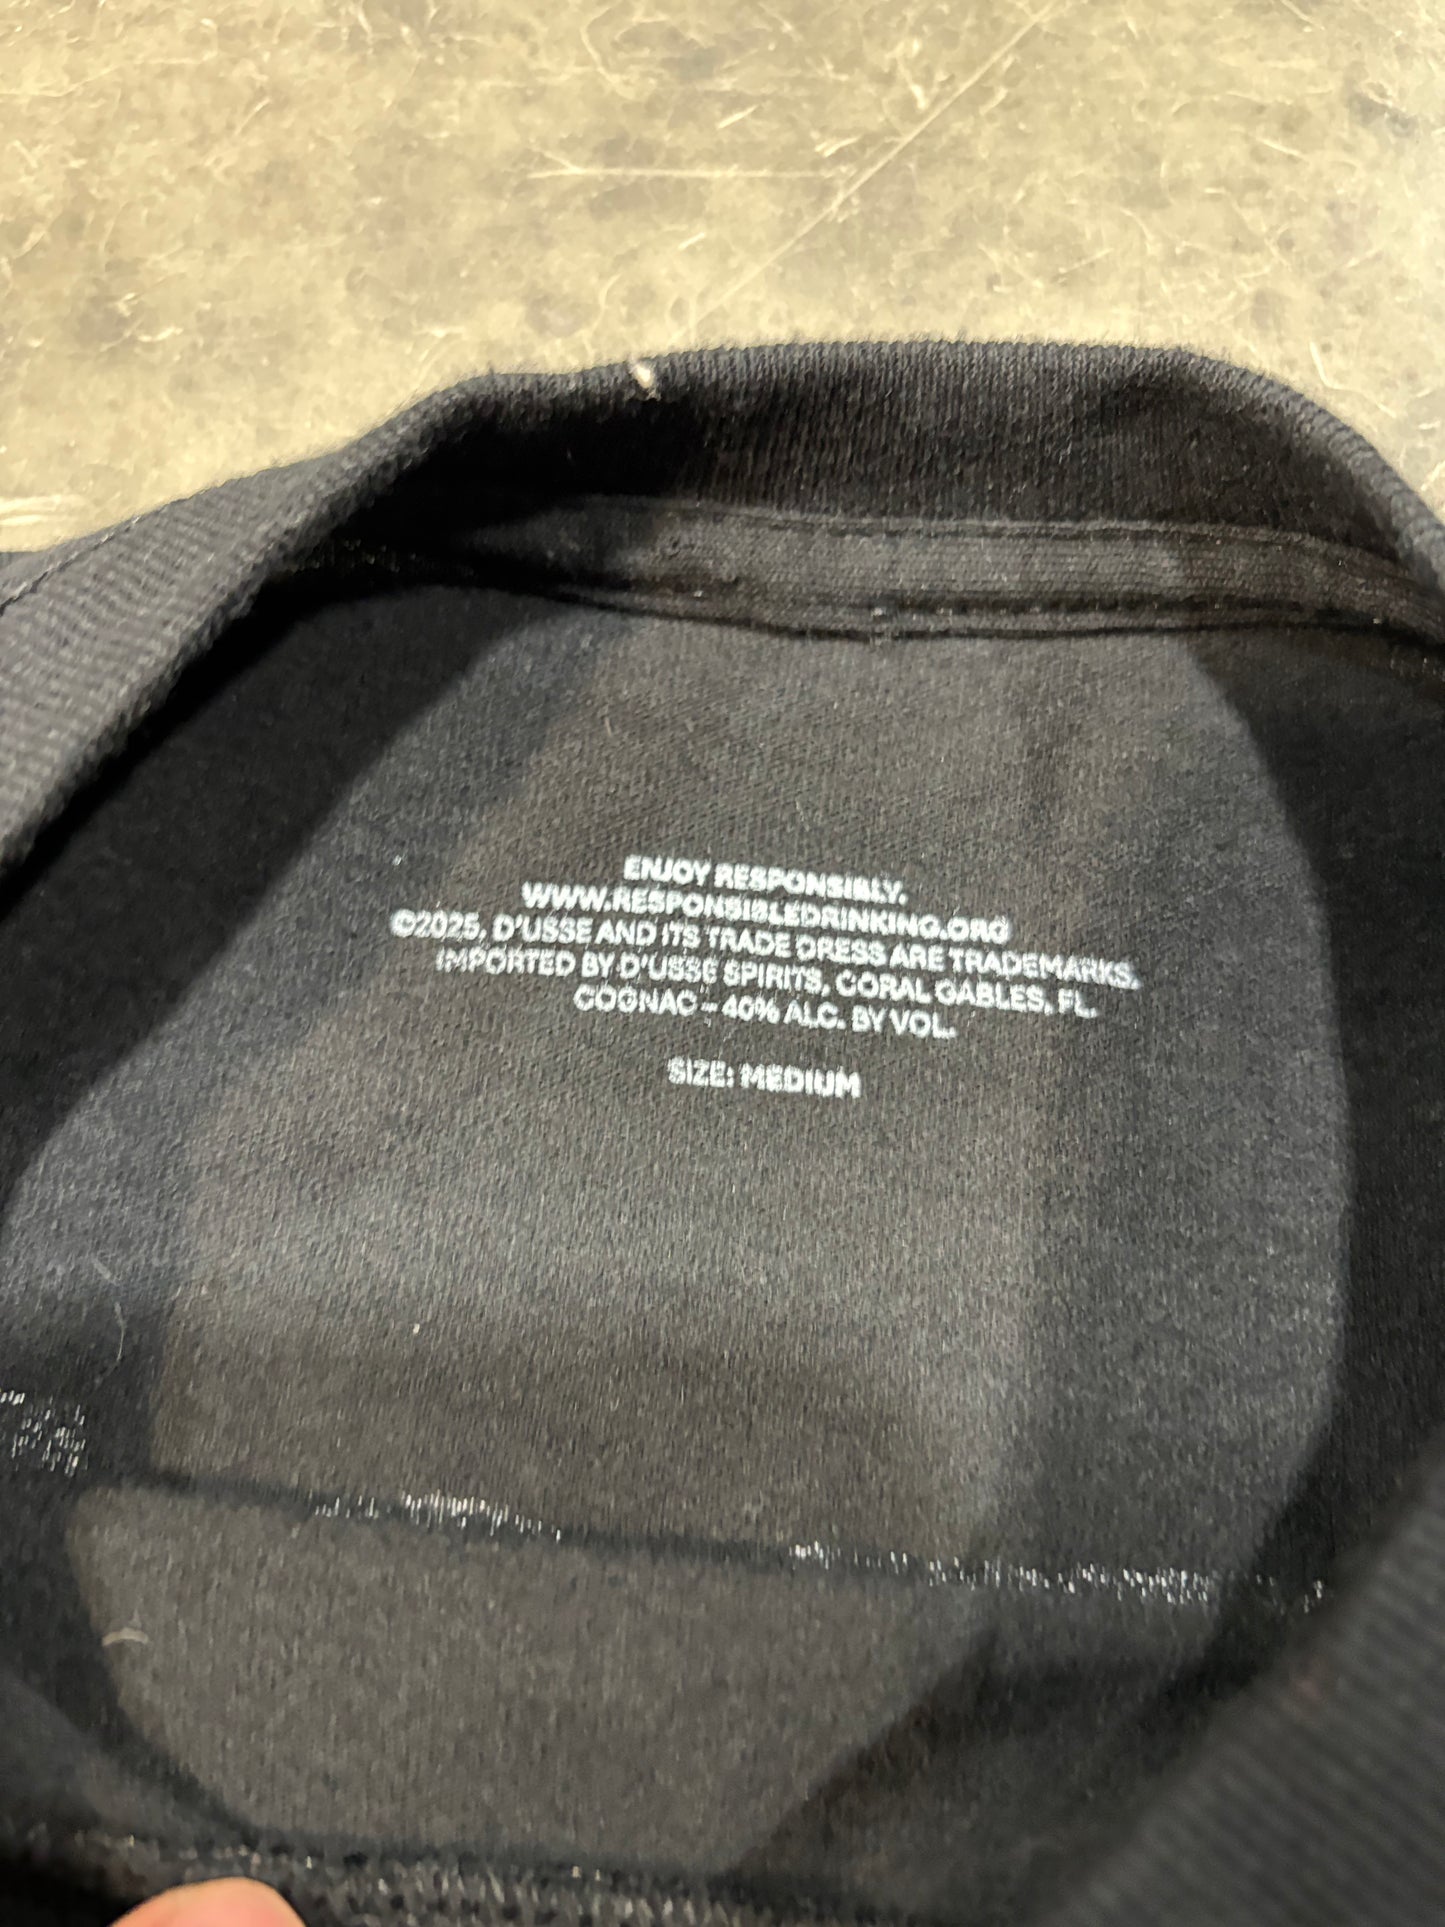 ENJOY RESPONSIBLY.
WWW.RESPONSIBLEDRINKING.ORG
©2025. D'USSE AND ITS TRADE DRESS ARE TRADEMARKS.
IMPORTED BY D'USSE SPIRITS, CORAL GABLES, FL.
COGNAC – 40% ALC. BY VOL.
SIZE: MEDIUM